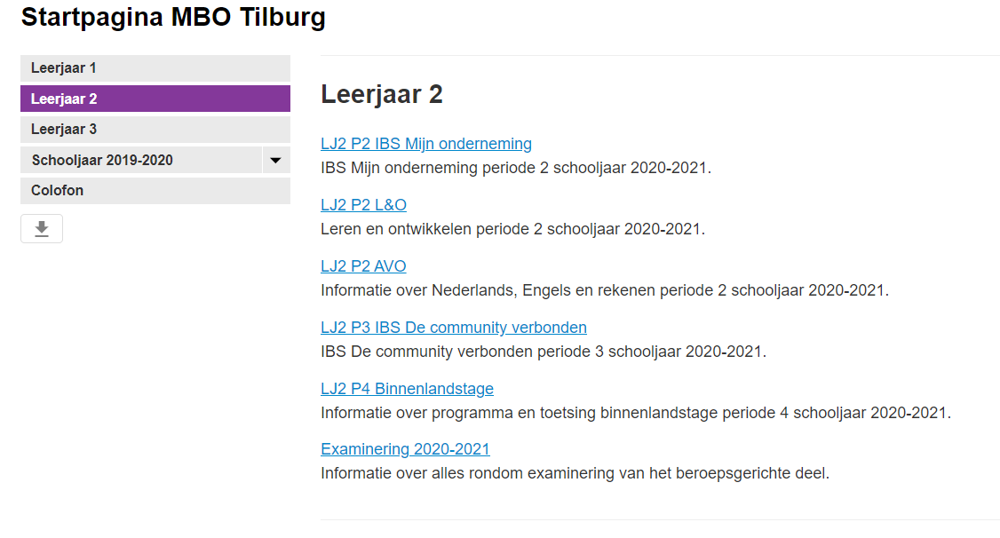 Startpagina MBO Tilburg
Leerjaar 1
Leerjaar 2
Leerjaar 3
Schooljaar 2019-2020
Colofon
Leerjaar 2
LJ2 P2 IBS Mijn onderneming
IBS Mijn onderneming periode 2 schooljaar 2020-2021.
LJ2 P2 L&O
Leren en ontwikkelen periode 2 schooljaar 2020-2021.
LJ2 P2 AVO
Informatie over Nederlands, Engels en rekenen periode 2 schooljaar 2020-2021.
LJ2 P3 IBS De community verbonden
IBS De community verbonden periode 3 schooljaar 2020-2021.
LJ2 P4 Binnenlandstage
Informatie over programma en toetsing binnenlandstage periode 4 schooljaar 2020-2021.
Examinering 2020-2021
Informatie over alles rondom examinering van het beroepsgerichte deel.